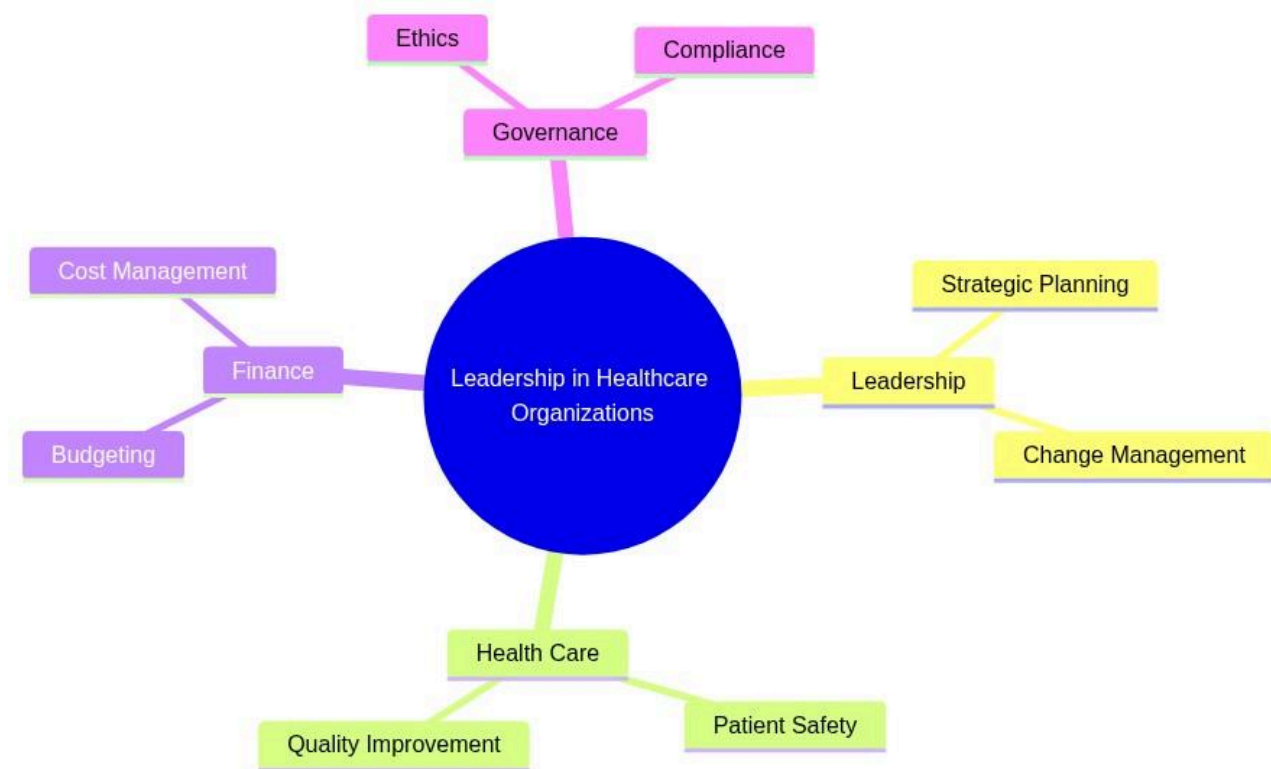 Ethics
Compliance
Governance
Cost Management
Strategic Planning
Finance
Leadership in Healthcare
Organizations
Leadership
Budgeting
Change Management
Health Care
Patient Safety
Quality Improvement